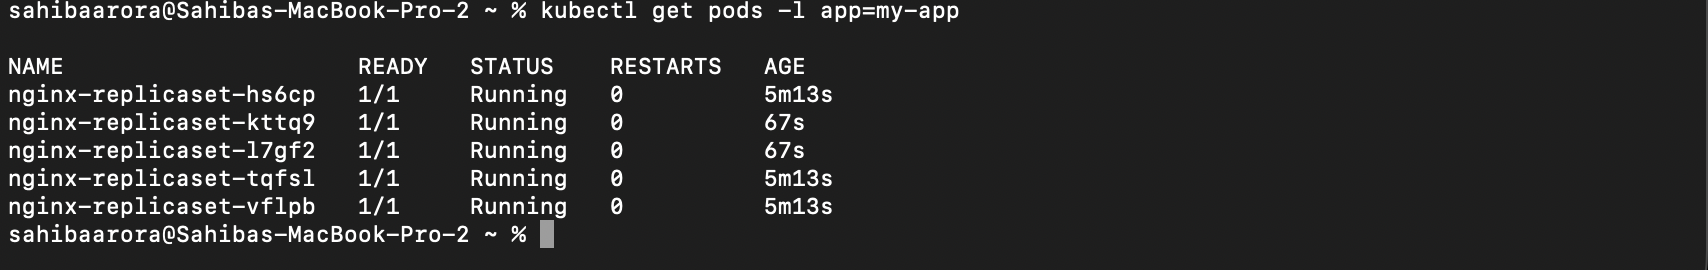 sahibaarora@Sahibas-MacBook-Pro-2 ~ % kubectl get pods -l app=my-app
NAME READY STATUS RESTARTS AGE
nginx-replicaset-hs6cp 1/1 Running 0 5m13s
nginx-replicaset-kttq9 1/1 Running 0 67s
nginx-replicaset-l7gf2 1/1 Running 0 67s
nginx-replicaset-tqfsl 1/1 Running 0 5m13s
nginx-replicaset-vflpb 1/1 Running 0 5m13s
sahibaarora@Sahibas-MacBook-Pro-2 ~ %